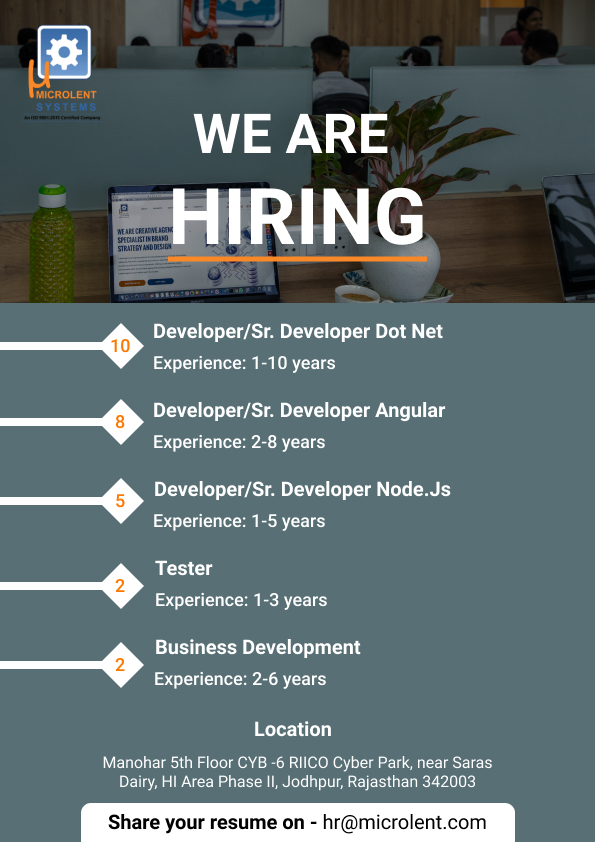 μ
MICROLENT
SYSTEMS
An ISO 9001:2015 Certified Company
WE ARE
HIRING
WE ARE CREATIVE AGENCY
SPECIALIST IN BRAND
STRATEGY AND DESIGN
10
Developer/Sr. Developer Dot Net
Experience: 1-10 years
8
Developer/Sr. Developer Angular
Experience: 2-8 years
5
Developer/Sr. Developer Node.Js
Experience: 1-5 years
2
Tester
Experience: 1-3 years
2
Business Development
Experience: 2-6 years
Location
Manohar 5th Floor CYB -6 RIICO Cyber Park, near Saras
Dairy, HI Area Phase II, Jodhpur, Rajasthan 342003
Share your resume on - hr@microlent.com